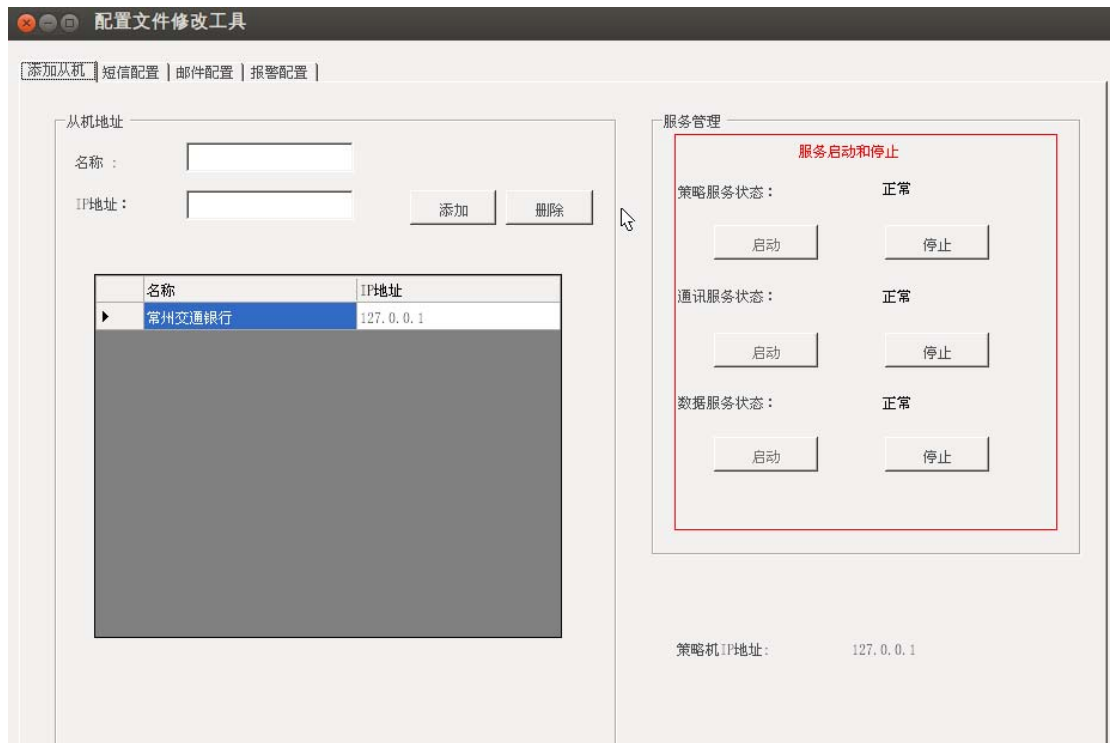 配置文件修改工具
添加从机 短信配置 邮件配置 报警配置
从机地址
名称 :
IP地址:
添加 删除
名称 IP地址
常州交通银行 127.0.0.1
服务管理
服务启动和停止
策略服务状态: 正常
启动 停止
通讯服务状态: 正常
启动 停止
数据服务状态: 正常
启动 停止
策略机IP地址: 127.0.0.1